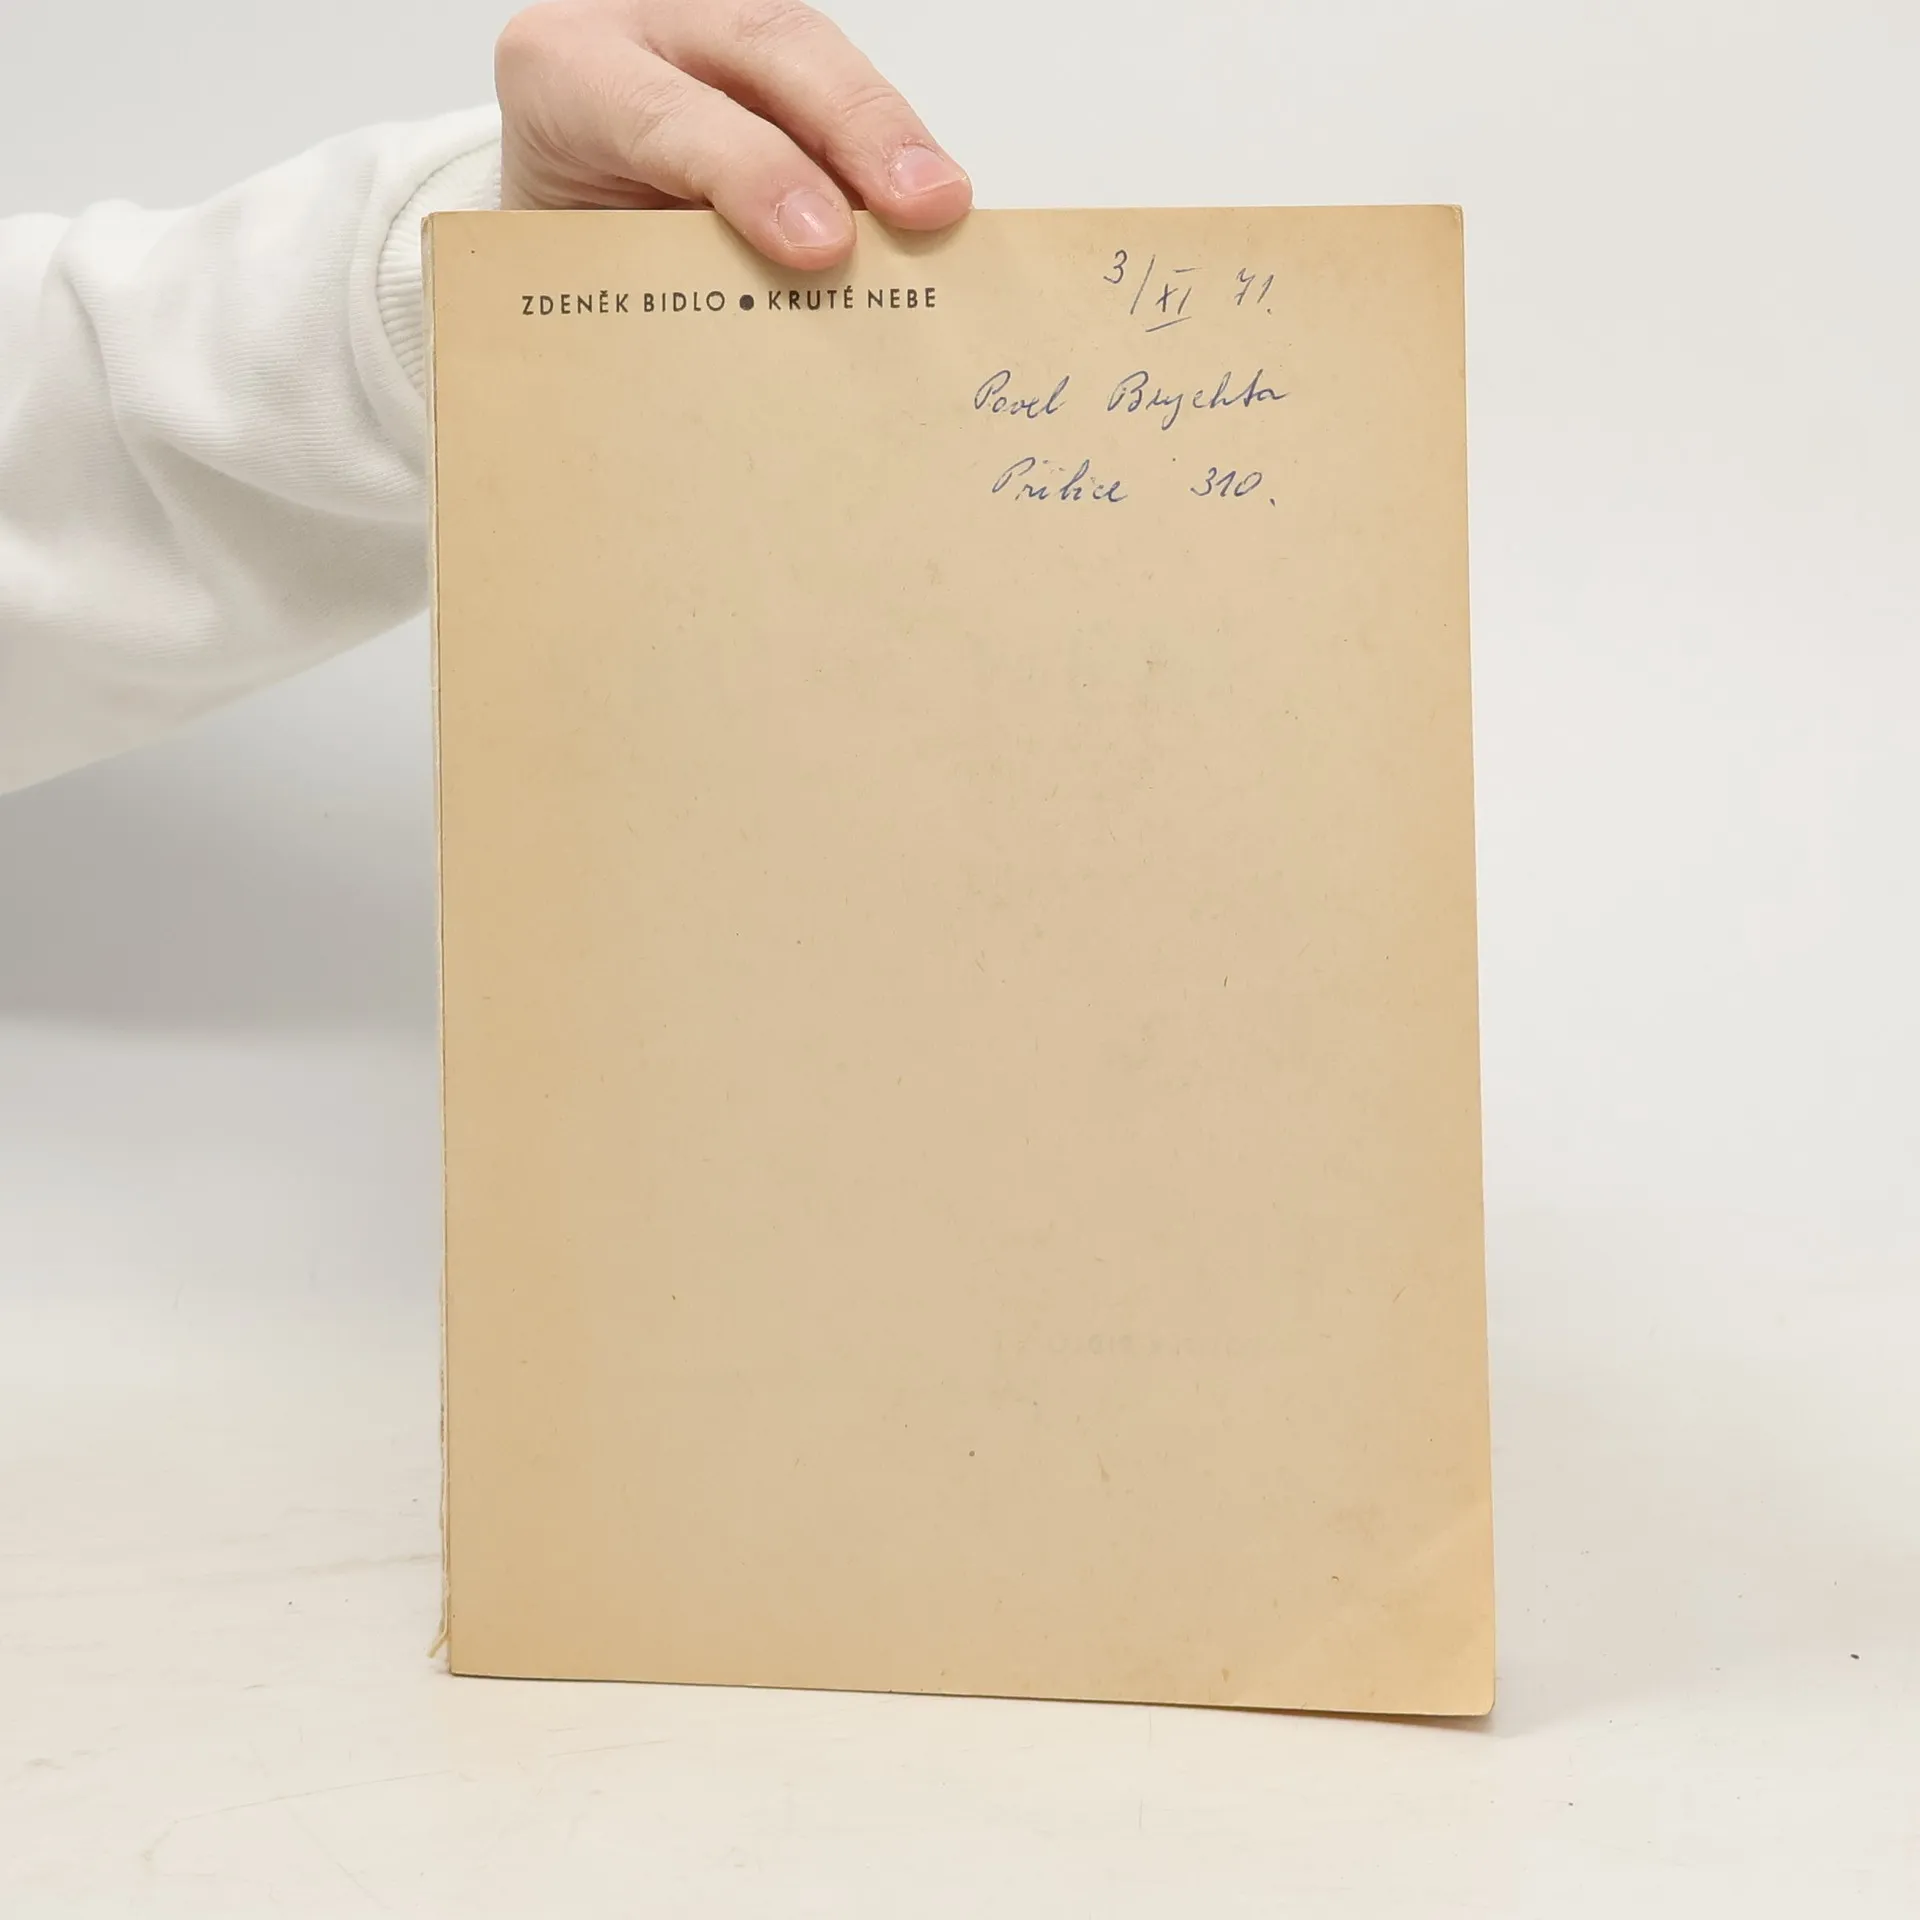 ZDENĚK BIDLO ● KRUTÉ NEBE
3/XI 71.
Pavel Brychta
Přibice 310.